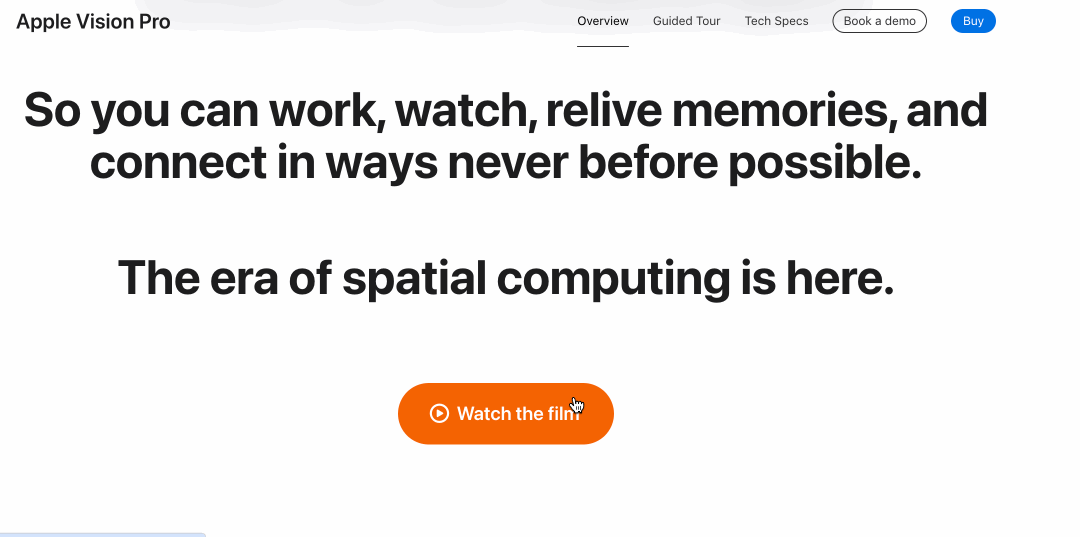 Apple Vision Pro
Overview
Guided Tour
Tech Specs
Book a demo
Buy
So you can work, watch, relive memories, and
connect in ways never before possible.
The era of spatial computing is here.
Watch the film